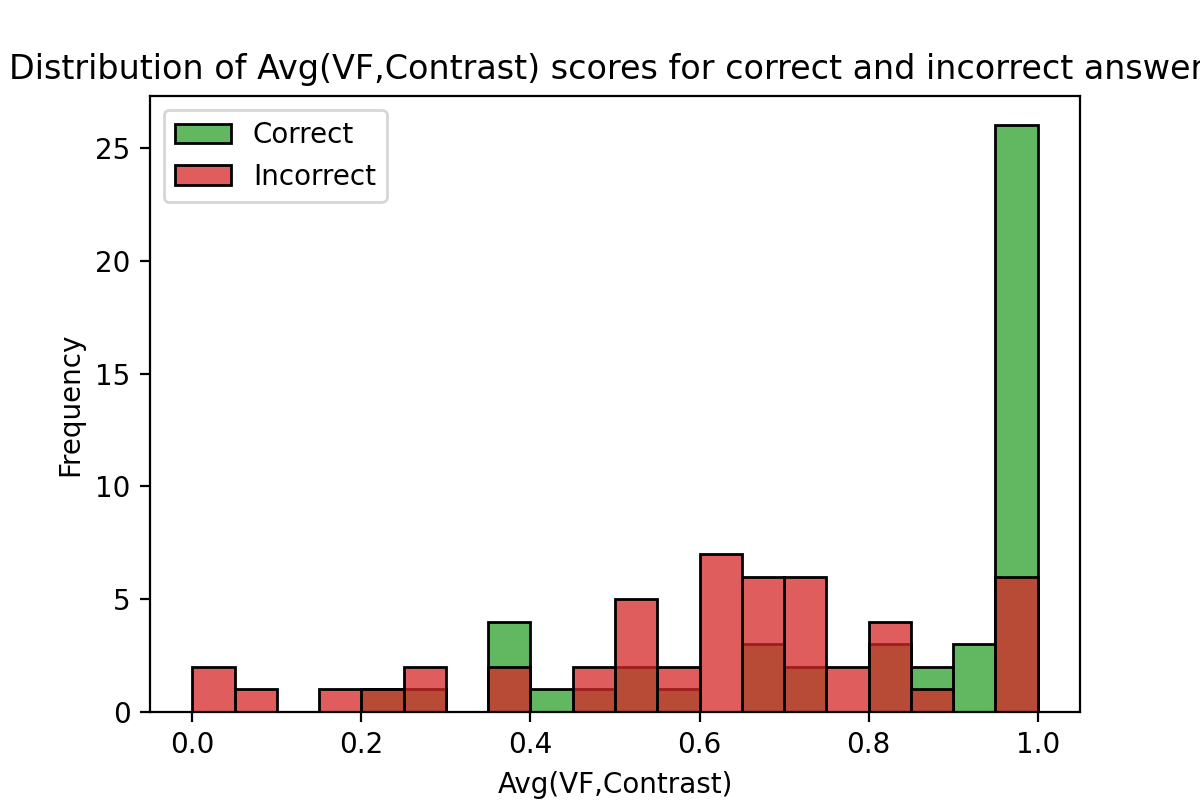 Distribution of Avg(VF,Contrast) scores for correct and incorrect answer
Correct
Incorrect
25
20
15
10
5
0
Frequency
0.0 0.2 0.4 0.6 0.8 1.0
Avg(VF,Contrast)